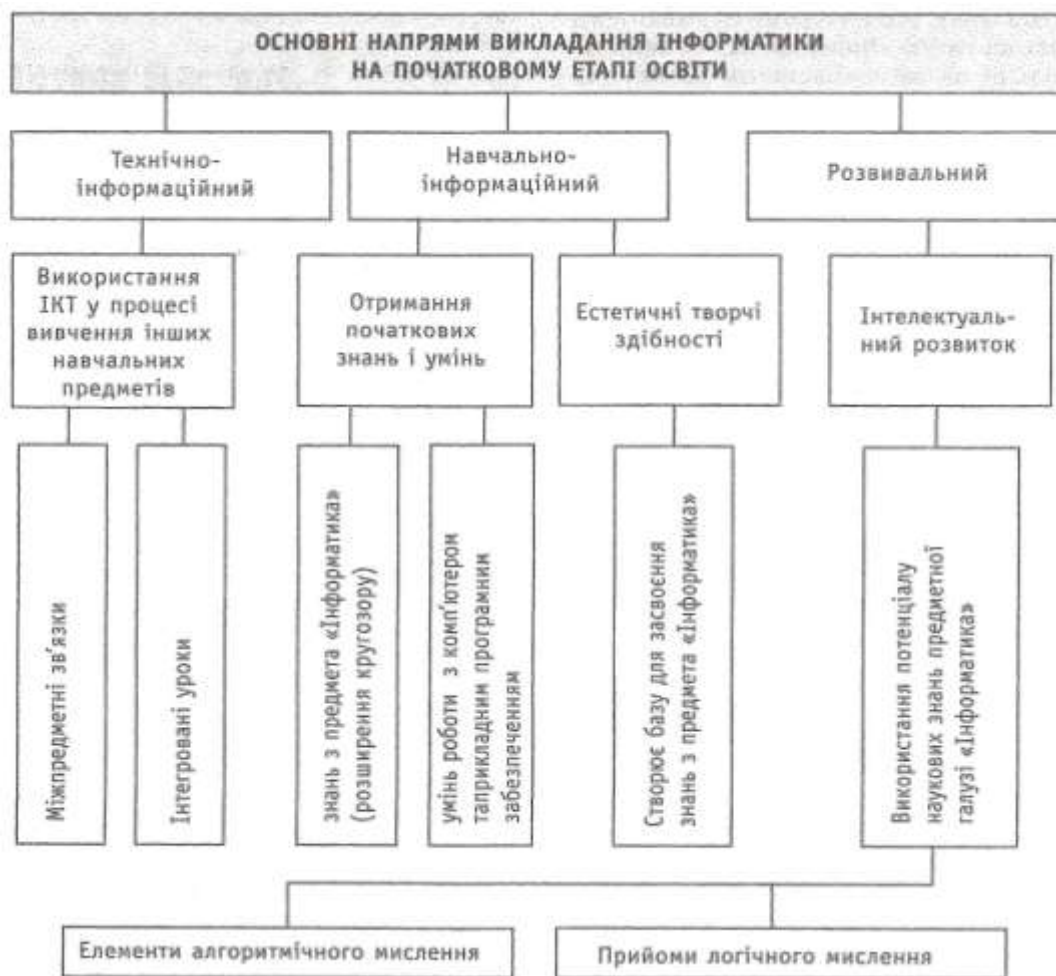 ОСНОВНІ НАПРЯМИ ВИКЛАДАННЯ ІНФОРМАТИКИ
НА ПОЧАТКОВОМУ ЕТАПІ ОСВІТИ
Технічно-
інформаційний
Навчально-
інформаційний
Розвивальний
Використання
ІКТ у процесі
вивчення інших
навчальних
предметів
Отримання
початкових
знань і умінь
Естетичні творчі
здібності
Інтелектуаль-
ний розвиток
Міжпредметні зв'язки
Інтегровані уроки
знань з предмета «Інформатика»
(розширення кругозору)
умінь роботи з комп'ютером
таприкладним програмним
забезпеченням
Створює базу для засвоєння
знань з предмета «Інформатика»
Використання потенціалу
наукових знань предметної
галузі «Інформатика»
Елементи алгоритмічного мислення
Прийоми логічного мислення